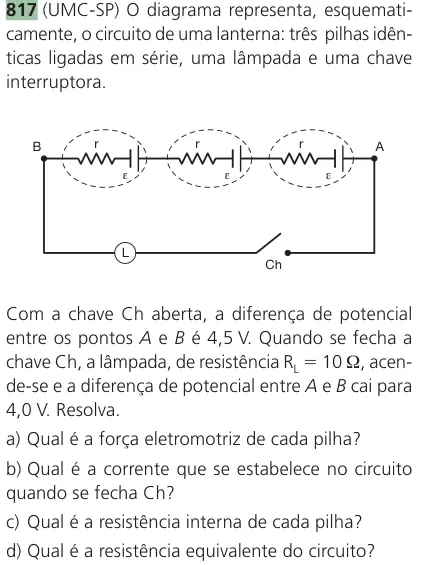 817 (UMC-SP) O diagrama representa, esquemati-
camente, o circuito de uma lanterna: três pilhas idên-
ticas ligadas em série, uma lâmpada e uma chave
interruptora.
B r r r A
ε ε ε
L
Ch
Com a chave Ch aberta, a diferença de potencial
entre os pontos A e B é 4,5 V. Quando se fecha a
chave Ch, a lâmpada, de resistência R_L = 10 Ω, acen-
de-se e a diferença de potencial entre A e B cai para
4,0 V. Resolva.
a) Qual é a força eletromotriz de cada pilha?
b) Qual é a corrente que se estabelece no circuito
quando se fecha Ch?
c) Qual é a resistência interna de cada pilha?
d) Qual é a resistência equivalente do circuito?